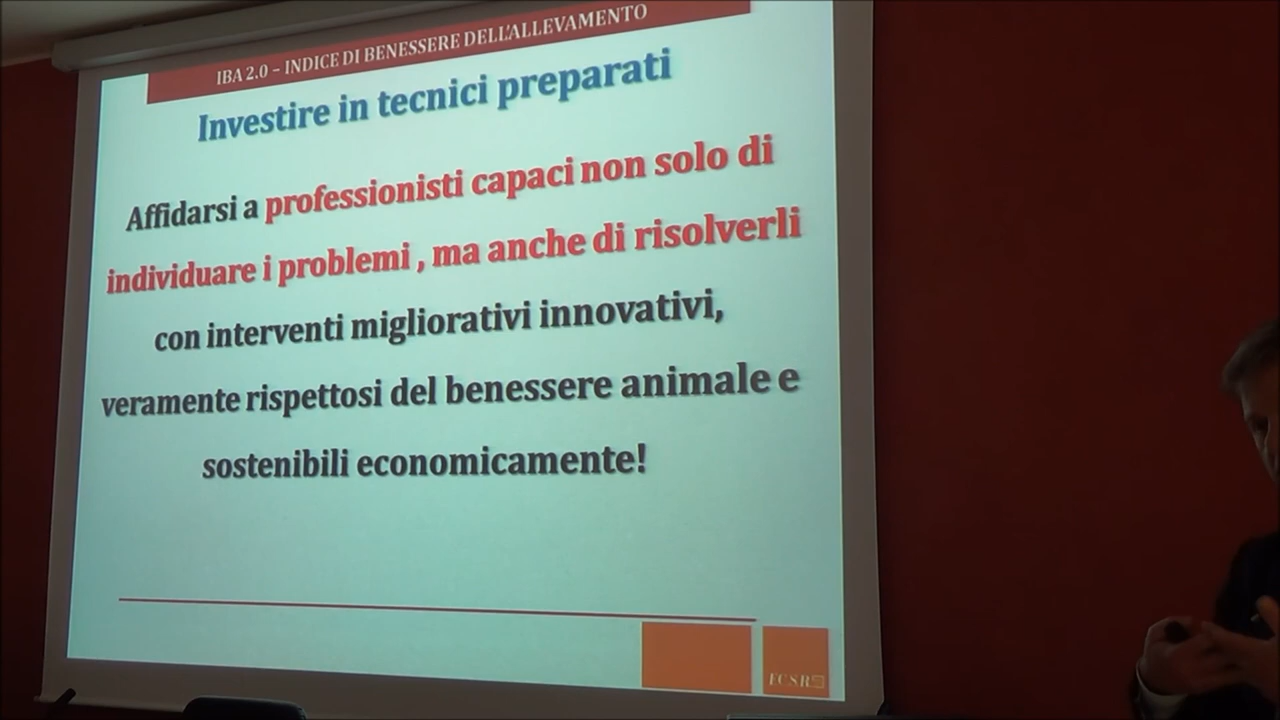 IBA 2.0 – INDICE DI BENESSERE DELL'ALLEVAMENTO
Investire in tecnici preparati
Affidarsi a professionisti capaci non solo di
individuare i problemi , ma anche di risolverli
con interventi migliorativi innovativi,
veramente rispettosi del benessere animale e
sostenibili economicamente!